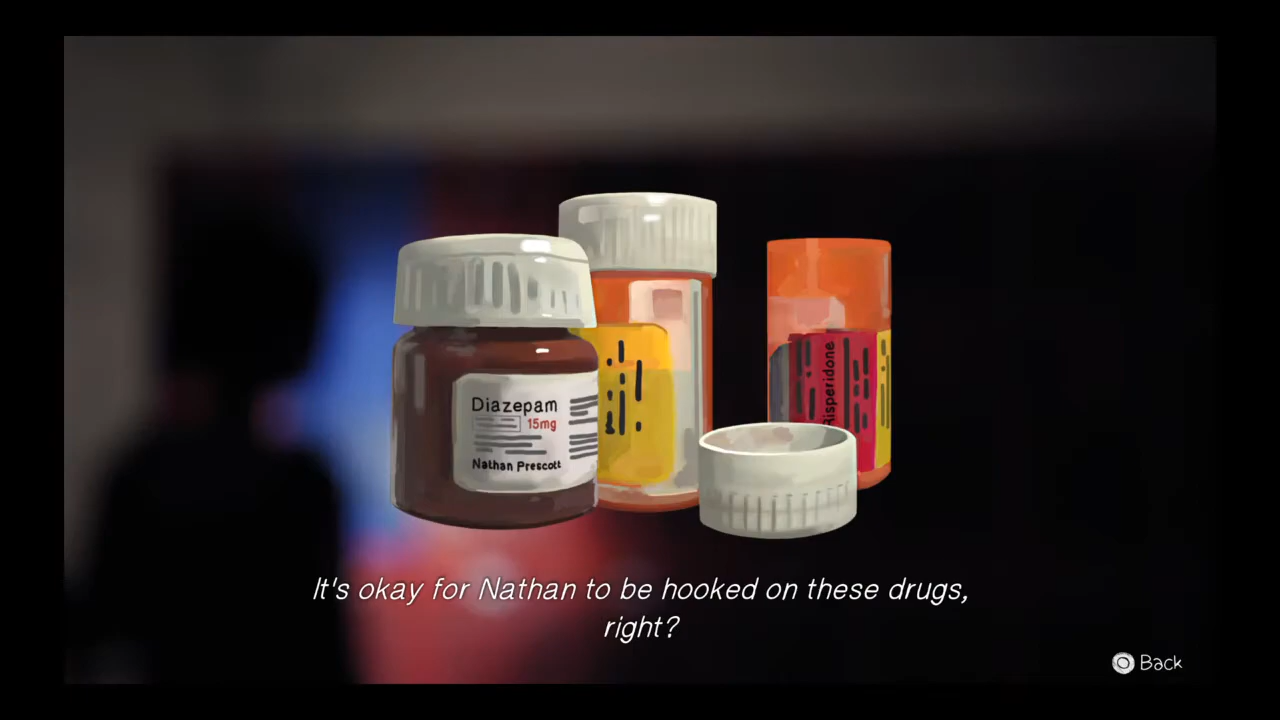 Diazepam
15mg
Nathan Prescott
Risperidone
It's okay for Nathan to be hooked on these drugs,
right?
Back